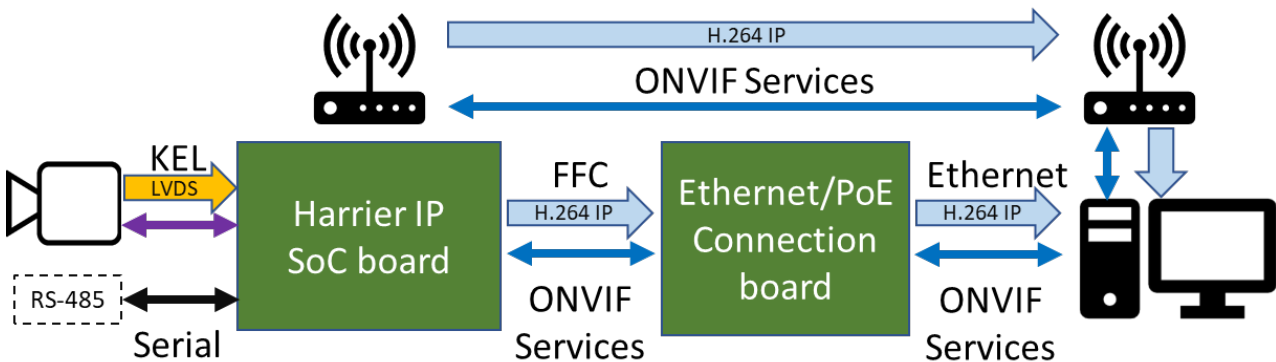 H.264 IP
ONVIF Services
KEL
LVDS
Harrier IP
SoC board
RS-485
Serial
FFC
H.264 IP
ONVIF
Services
Ethernet/PoE
Connection
board
Ethernet
H.264 IP
ONVIF
Services